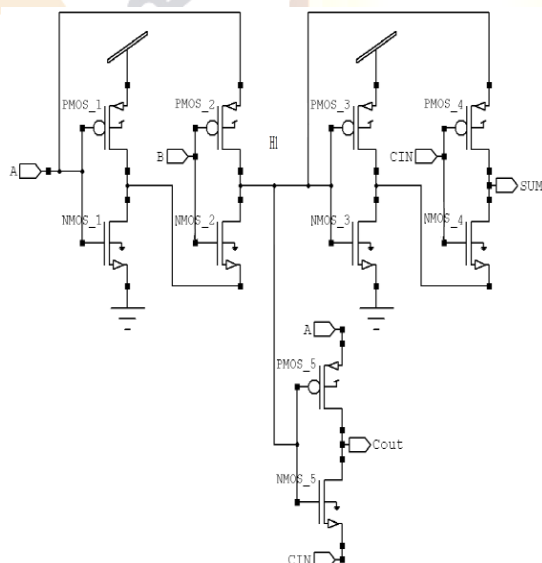 PMOS_1
PMOS_2
PMOS_3
PMOS_4
H1
A
B
CIN
SUM
NMOS_1
NMOS_2
NMOS_3
NMOS_4
A
PMOS_5
Cout
NMOS_5
CIN